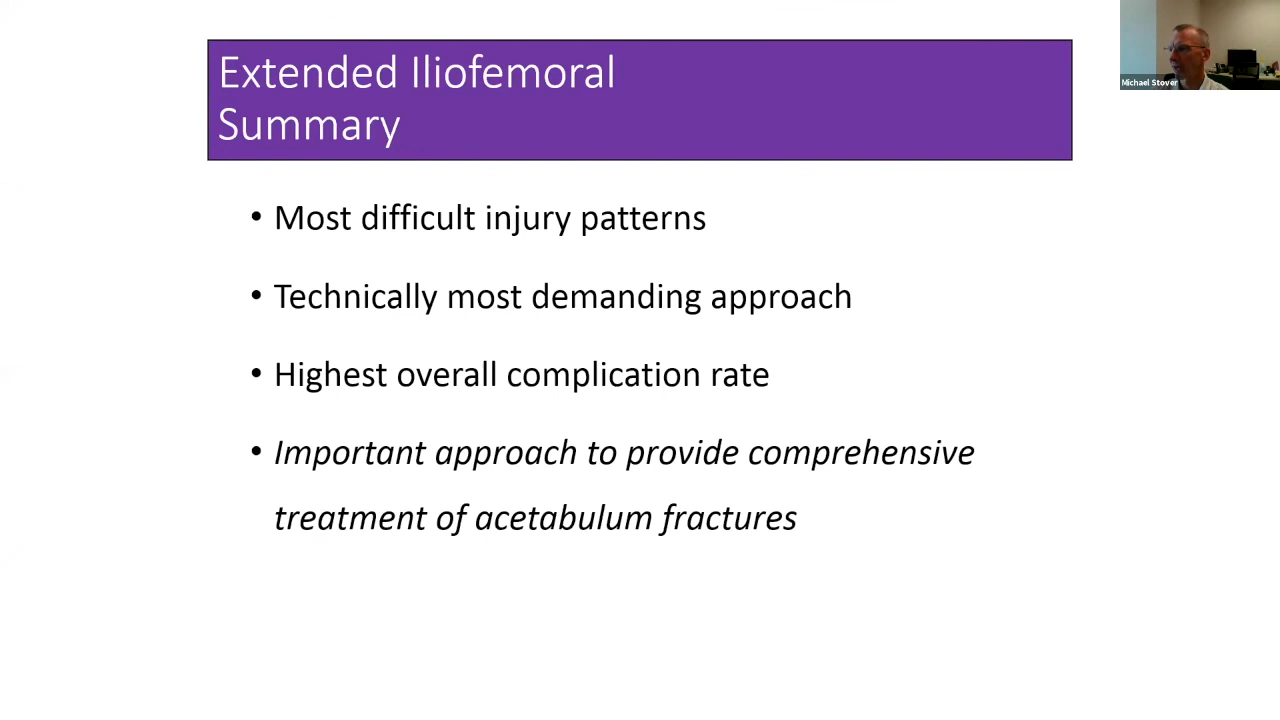 Extended Iliofemoral
Summary
Michael Stover
• Most difficult injury patterns
• Technically most demanding approach
• Highest overall complication rate
• Important approach to provide comprehensive
treatment of acetabulum fractures